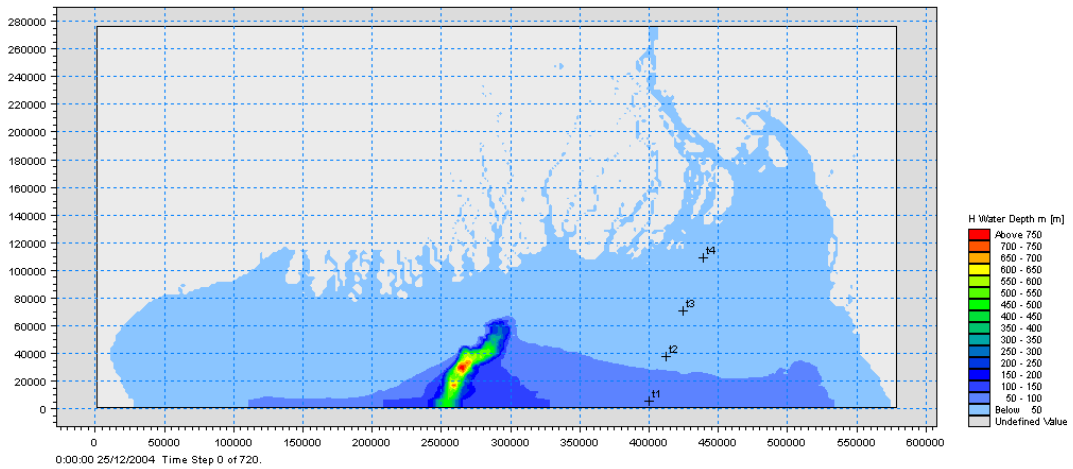 280000
260000
240000
220000
200000
180000
160000
140000
120000
100000
80000
60000
40000
20000
0
t4
t3
t2
t1
0 50000 100000 150000 200000 250000 300000 350000 400000 450000 500000 550000 600000
0:00:00 25/12/2004 Time Step 0 of 720.
H Water Depth m [m]
Above 750
700 - 750
650 - 700
600 - 650
550 - 600
500 - 550
450 - 500
400 - 450
350 - 400
300 - 350
250 - 300
200 - 250
150 - 200
100 - 150
50 - 100
Below 50
Undefined Value